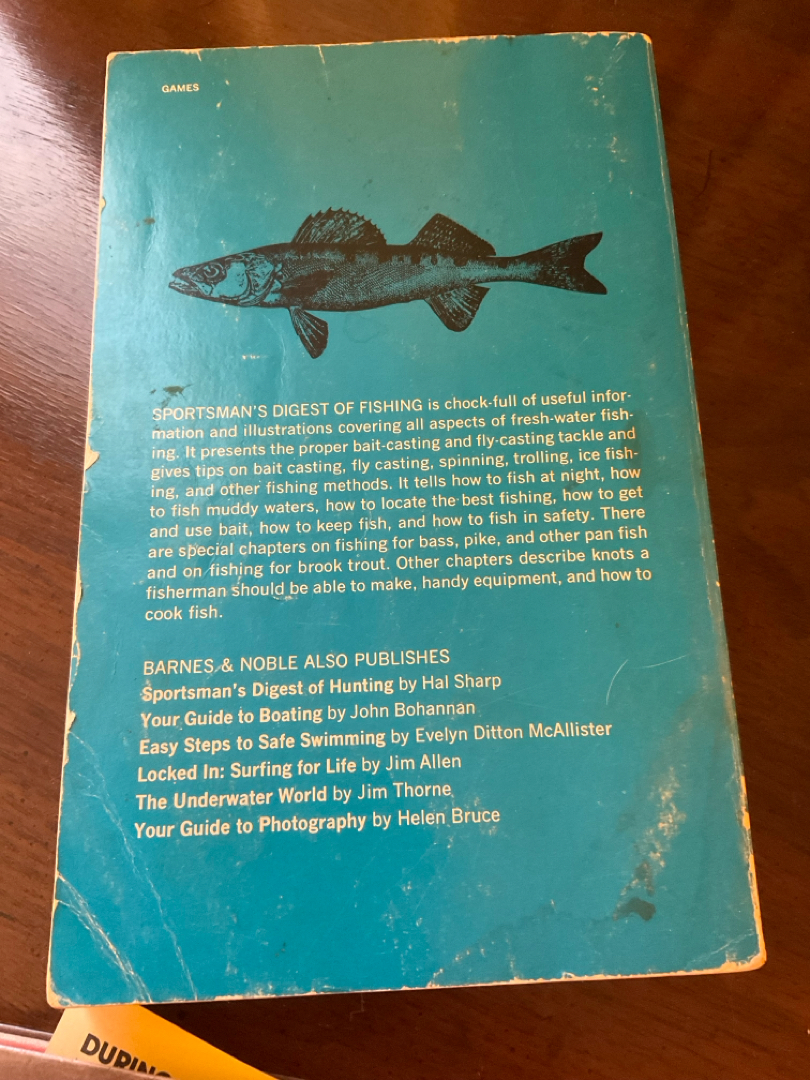 GAMES
SPORTSMAN'S DIGEST OF FISHING is chock-full of useful infor-
mation and illustrations covering all aspects of fresh-water fish-
ing. It presents the proper bait-casting and fly-casting tackle and
gives tips on bait casting, fly casting, spinning, trolling, ice fish-
ing, and other fishing methods. It tells how to fish at night, how
to fish muddy waters, how to locate the best fishing, how to get
and use bait, how to keep fish, and how to fish in safety. There
are special chapters on fishing for bass, pike, and other pan fish
and on fishing for brook trout. Other chapters describe knots a
fisherman should be able to make, handy equipment, and how to
cook fish.
BARNES & NOBLE ALSO PUBLISHES
Sportsman's Digest of Hunting by Hal Sharp
Your Guide to Boating by John Bohannan
Easy Steps to Safe Swimming by Evelyn Ditton McAllister
Locked In: Surfing for Life by Jim Allen
The Underwater World by Jim Thorne
Your Guide to Photography by Helen Bruce